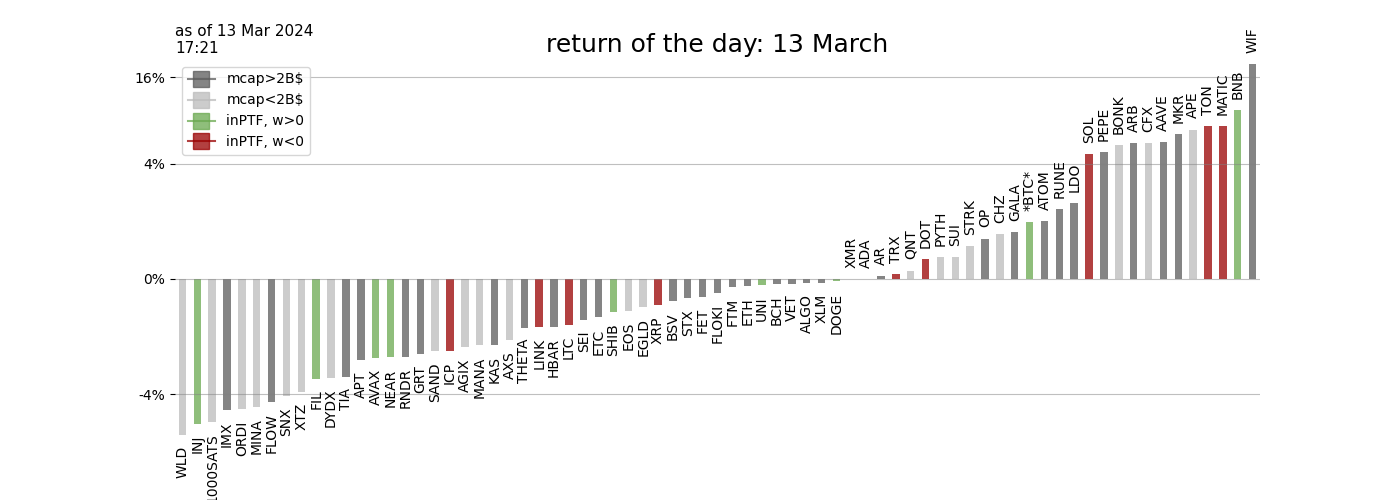 as of 13 Mar 2024
17:21
return of the day: 13 March
mcap>2B$
mcap<2B$
inPTF, w>0
inPTF, w<0
16%
4%
0%
-4%
WLD
INJ
1000SATS
IMX
ORDI
MINA
FLOW
SNX
XTZ
FIL
DYDX
TIA
APT
AVAX
NEAR
RNDR
GRT
SAND
ICP
AGIX
MANA
KAS
AXS
THETA
LINK
HBAR
LTC
SEI
ETC
SHIB
EOS
EGLD
XRP
BSV
STX
FET
FLOKI
FTM
ETH
UNI
BCH
VET
ALGO
XLM
DOGE
XMR
ADA
AR
TRX
QNT
DOT
PYTH
SUI
STRK
OP
CHZ
GALA
*BTC*
ATOM
RUNE
LDO
SOL
PEPE
BONK
ARB
CFX
AAVE
MKR
APE
TON
MATIC
BNB
WIF